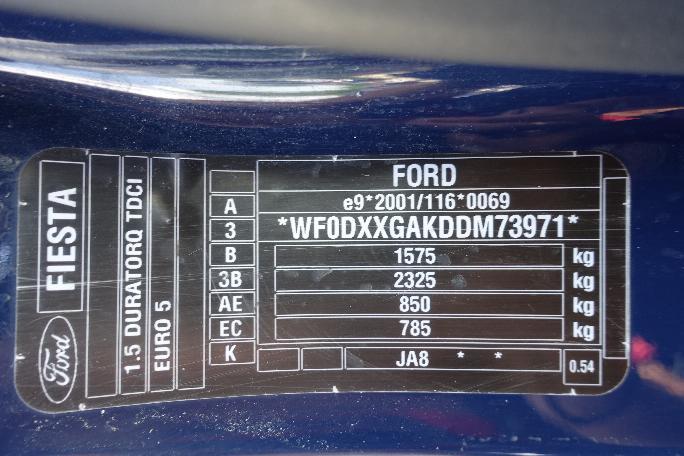 FORD
A e9*2001/116*0069
3 *WF0DXXGAKDDM73971*
B 1575 kg
3B 2325 kg
AE 850 kg
EC 785 kg
K JA8 * * 0.54
FIESTA
Ford
1.5 DURATORQ TDCI
EURO 5